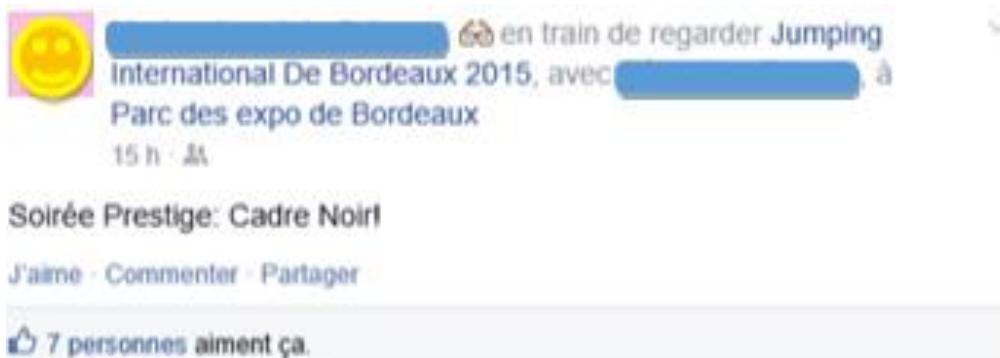 en train de regarder Jumping
International De Bordeaux 2015, avec , à
Parc des expo de Bordeaux
15 h ·
Soirée Prestige: Cadre Noir!
J'aime · Commenter · Partager
7 personnes aiment ça.